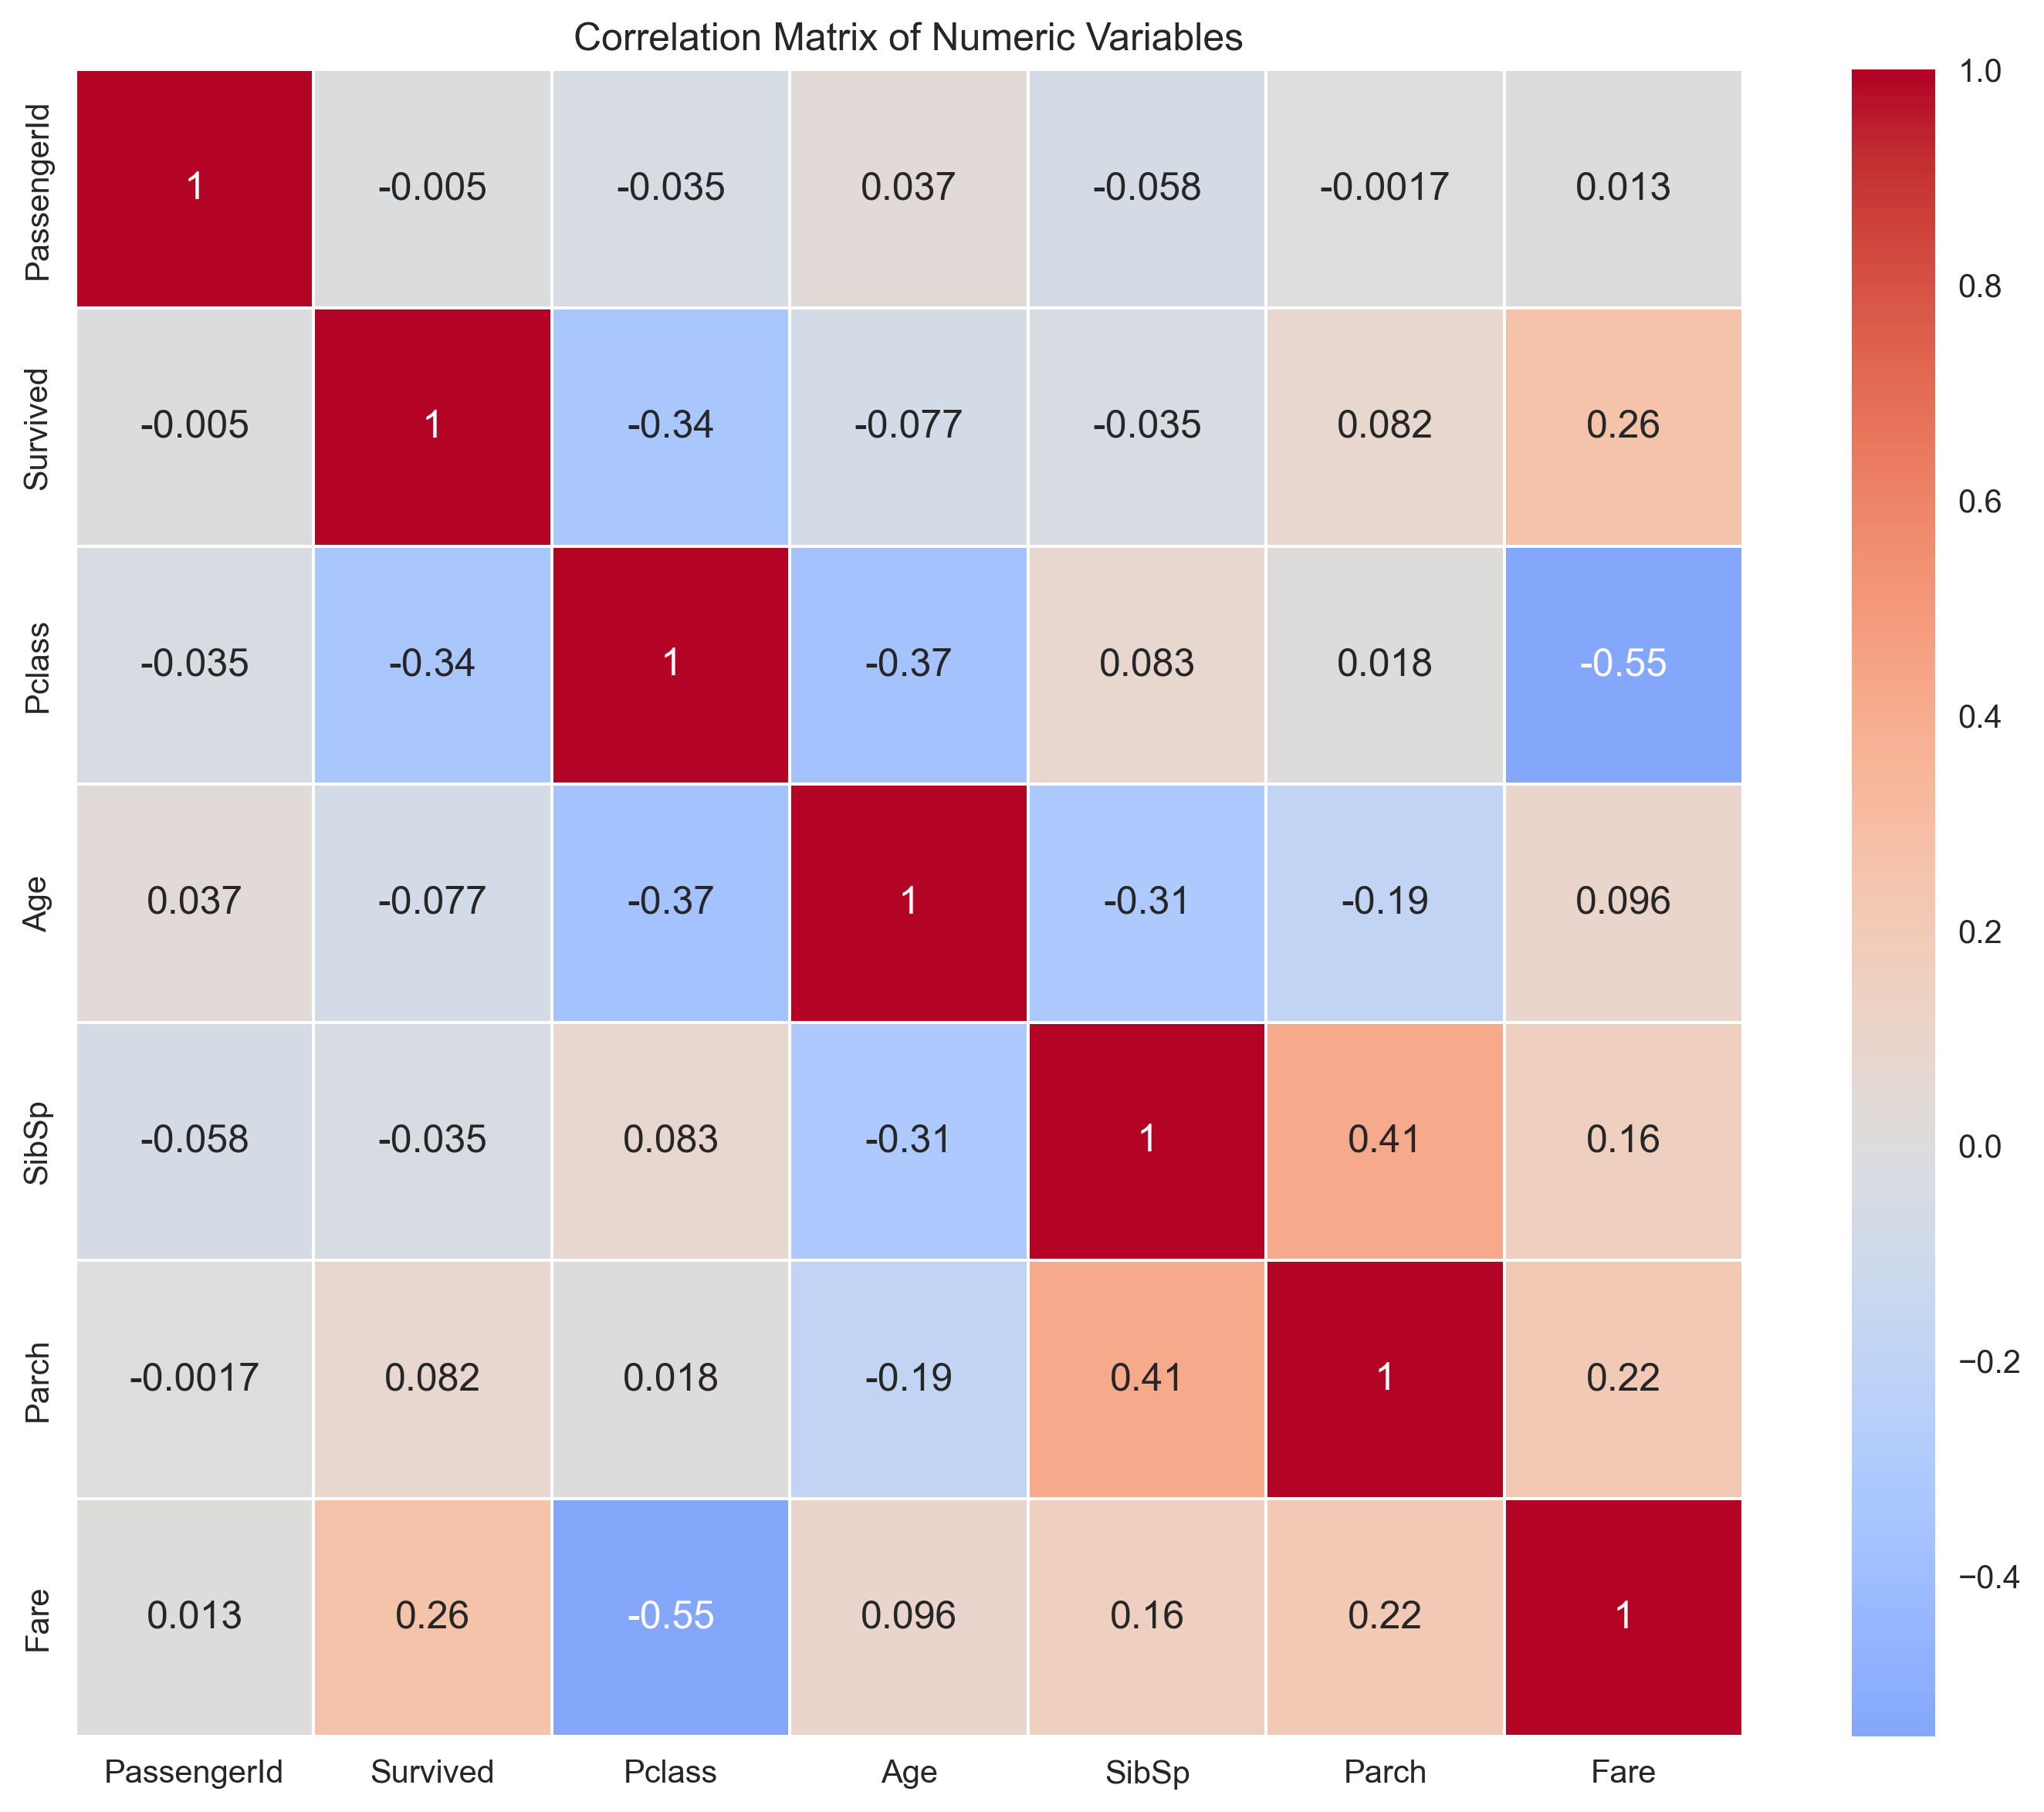 Correlation Matrix of Numeric Variables
PassengerId 1 -0.005 -0.035 0.037 -0.058 -0.0017 0.013
Survived -0.005 1 -0.34 -0.077 -0.035 0.082 0.26
Pclass -0.035 -0.34 1 -0.37 0.083 0.018 -0.55
Age 0.037 -0.077 -0.37 1 -0.31 -0.19 0.096
SibSp -0.058 -0.035 0.083 -0.31 1 0.41 0.16
Parch -0.0017 0.082 0.018 -0.19 0.41 1 0.22
Fare 0.013 0.26 -0.55 0.096 0.16 0.22 1
PassengerId Survived Pclass Age SibSp Parch Fare
1.0
0.8
0.6
0.4
0.2
0.0
−0.2
−0.4